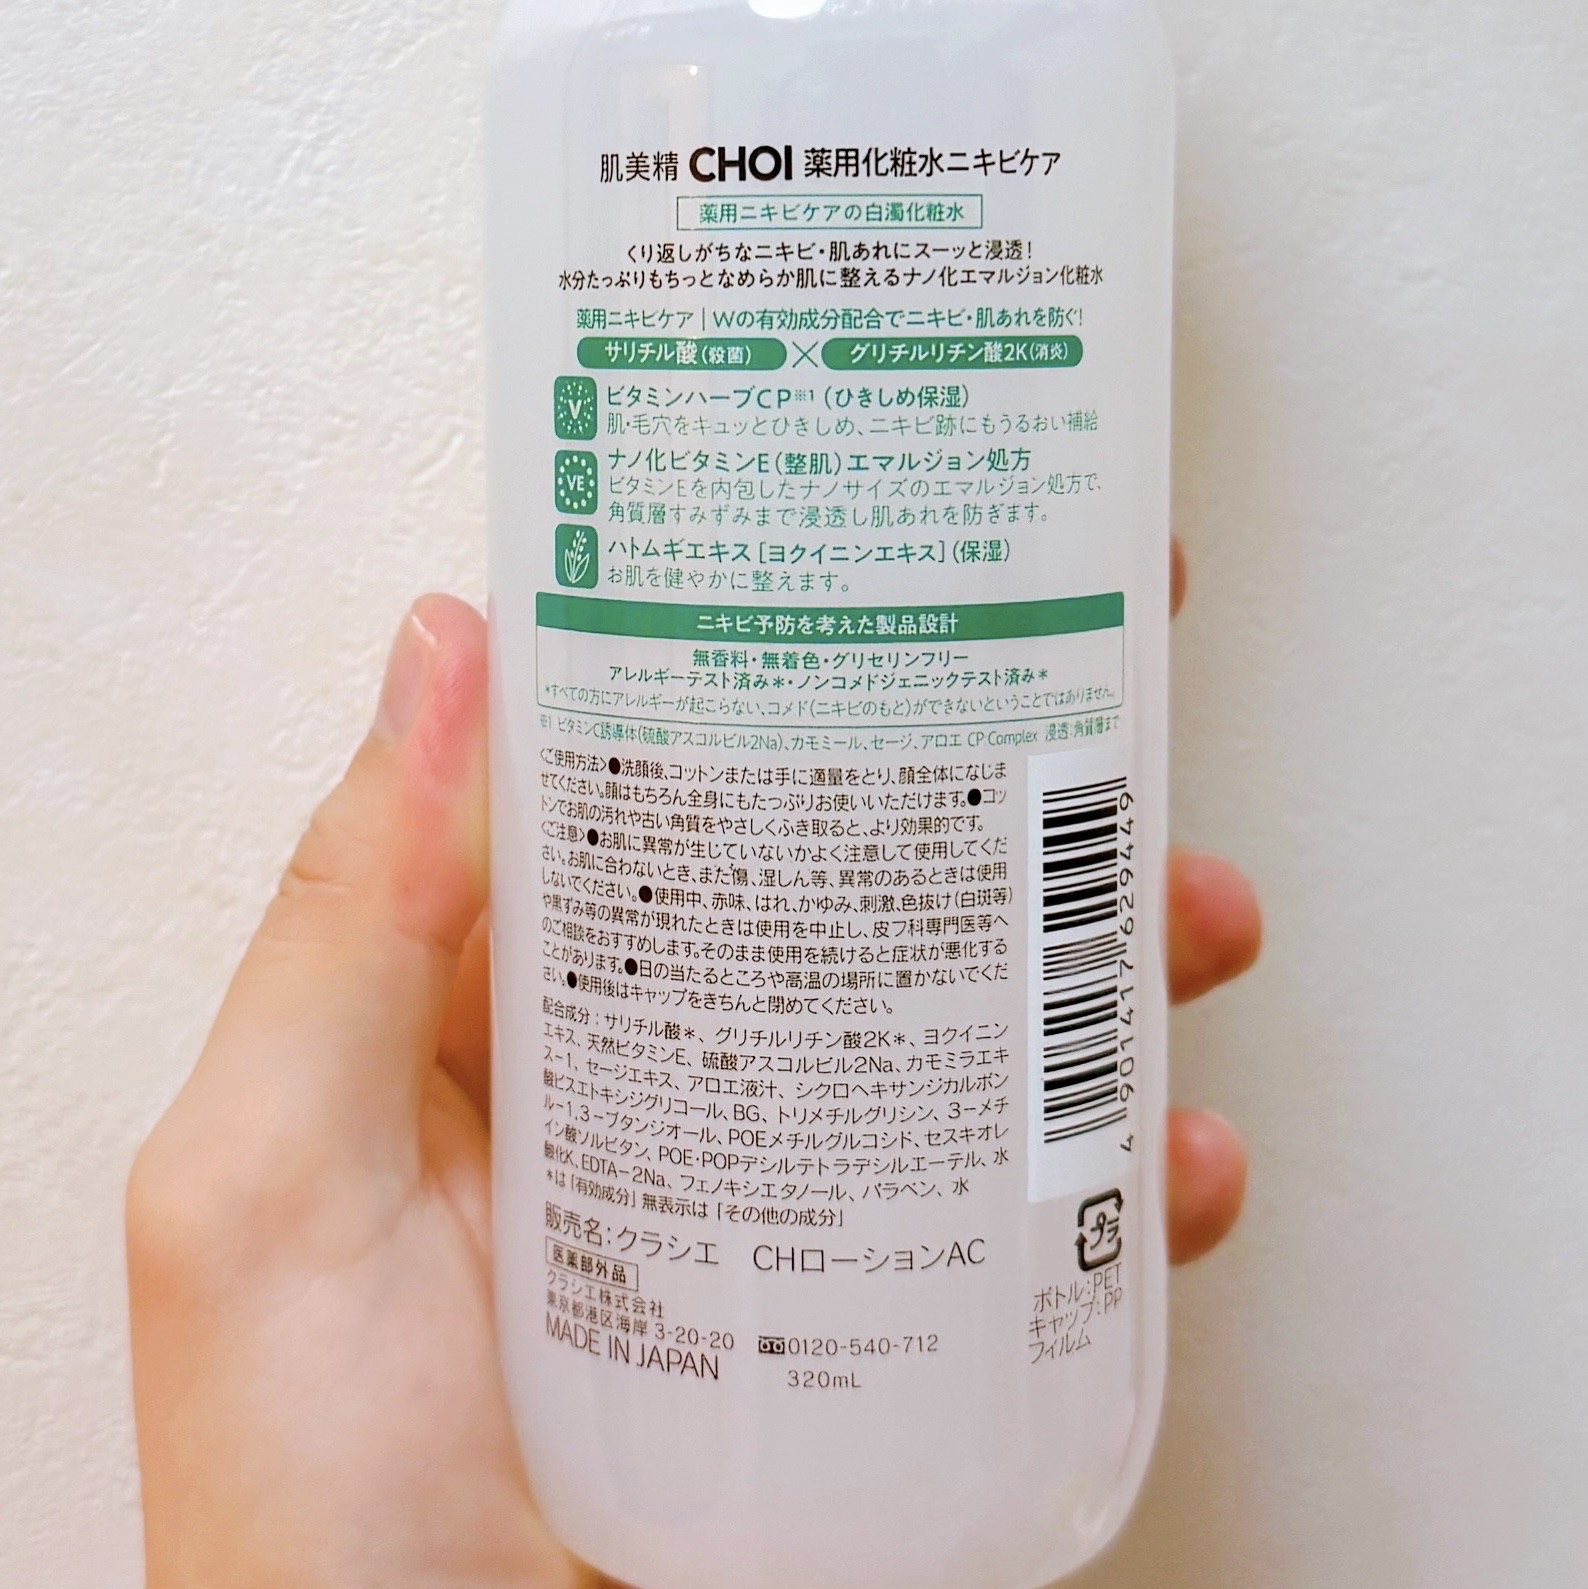 肌美精 CHOI 薬用化粧水ニキビケア
薬用ニキビケアの白濁化粧水
くり返しがちなニキビ・肌あれにスーッと浸透!
水分たっぷりもちっとなめらか肌に整えるナノ化エマルジョン化粧水
薬用ニキビケア | Wの有効成分配合でニキビ・肌あれを防ぐ!
サリチル酸(殺菌) × グリチルリチン酸2K(消炎)
V ビタミンハーブCP※1(ひきしめ保湿)
肌・毛穴をキュッとひきしめ、ニキビ跡にもうるおい補給
VE ナノ化ビタミンE(整肌)エマルジョン処方
ビタミンEを内包したナノサイズのエマルジョン処方で、
角質層すみずみまで浸透し肌あれを防ぎます。
ハトムギエキス[ヨクイニンエキス](保湿)
お肌を健やかに整えます。
ニキビ予防を考えた製品設計
無香料・無着色・グリセリンフリー
アレルギーテスト済み*・ノンコメドジェニックテスト済み*
*すべての方にアレルギーが起こらない、コメド(ニキビのもと)ができないということではありません。
※1 ビタミンC誘導体(硫酸アスコルビル2Na)、カモミール、セージ、アロエ CP:Complex 浸透:角質層まで
<ご使用方法>●洗顔後、コットンまたは手に適量をとり、顔全体になじま
せてください。顔はもちろん全身にもたっぷりお使いいただけます。●コッ
トンでお肌の汚れや古い角質をやさしくふき取ると、より効果的です。
<ご注意>●お肌に異常が生じていないかよく注意して使用してくだ
さい。お肌に合わないとき、また傷、湿しん等、異常のあるときは使用
しないでください。●使用中、赤味、はれ、かゆみ、刺激、色抜け(白斑等)
や黒ずみ等の異常が現れたときは使用を中止し、皮フ科専門医等へ
のご相談をおすすめします。そのまま使用を続けると症状が悪化する
ことがあります。●日の当たるところや高温の場所に置かないでくだ
さい。●使用後はキャップをきちんと閉めてください。
配合成分:サリチル酸*、グリチルリチン酸2K*、ヨクイニン
エキス、天然ビタミンE、硫酸アスコルビル2Na、カモミラエキ
ス-1、セージエキス、アロエ液汁、シクロヘキサンジカルボン
酸ビスエトキシジグリコール、BG、トリメチルグリシン、3-メチ
ル-1,3-ブタンジオール、POEメチルグルコシド、セスキオレ
イン酸ソルビタン、POE・POPデシルテトラデシルエーテル、水
酸化K、EDTA-2Na、フェノキシエタノール、パラベン、水
*は「有効成分」無表示は「その他の成分」
販売名:クラシエ CHローションAC
医薬部外品
クラシエ株式会社
東京都港区海岸 3-20-20
MADE IN JAPAN
0120-540-712
320mL
4 901417 629449
プラ
ボトル:PET
キャップ:PP
フィルム